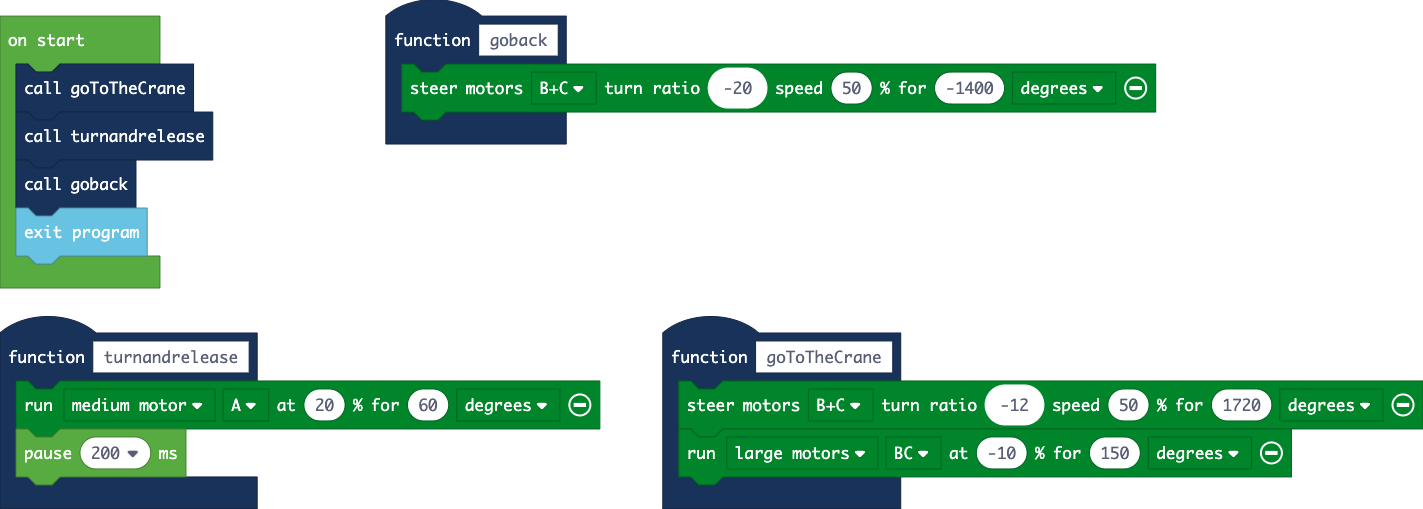 on start
call goToTheCrane
call turnandrelease
call goback
exit program
function goback
steer motors B+C turn ratio -20 speed 50 % for -1400 degrees
function turnandrelease
run medium motor A at 20 % for 60 degrees
pause 200 ms
function goToTheCrane
steer motors B+C turn ratio -12 speed 50 % for 1720 degrees
run large motors BC at -10 % for 150 degrees